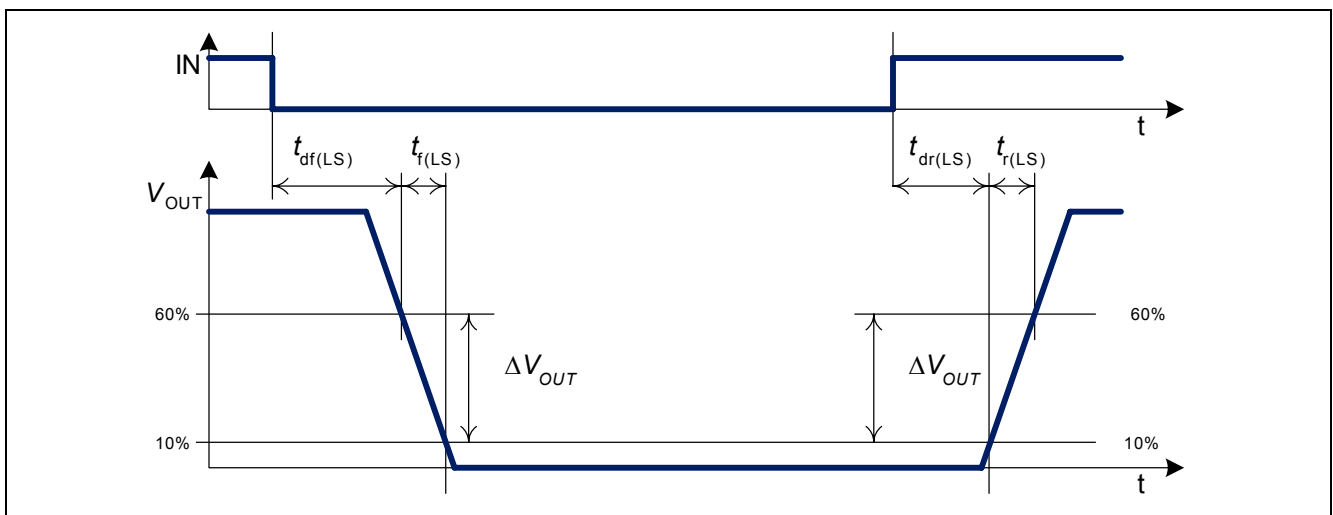 IN
t
tdf(LS) tf(LS) tdr(LS) tr(LS)
VOUT
60% 60%
ΔVOUT ΔVOUT
10% 10%
t